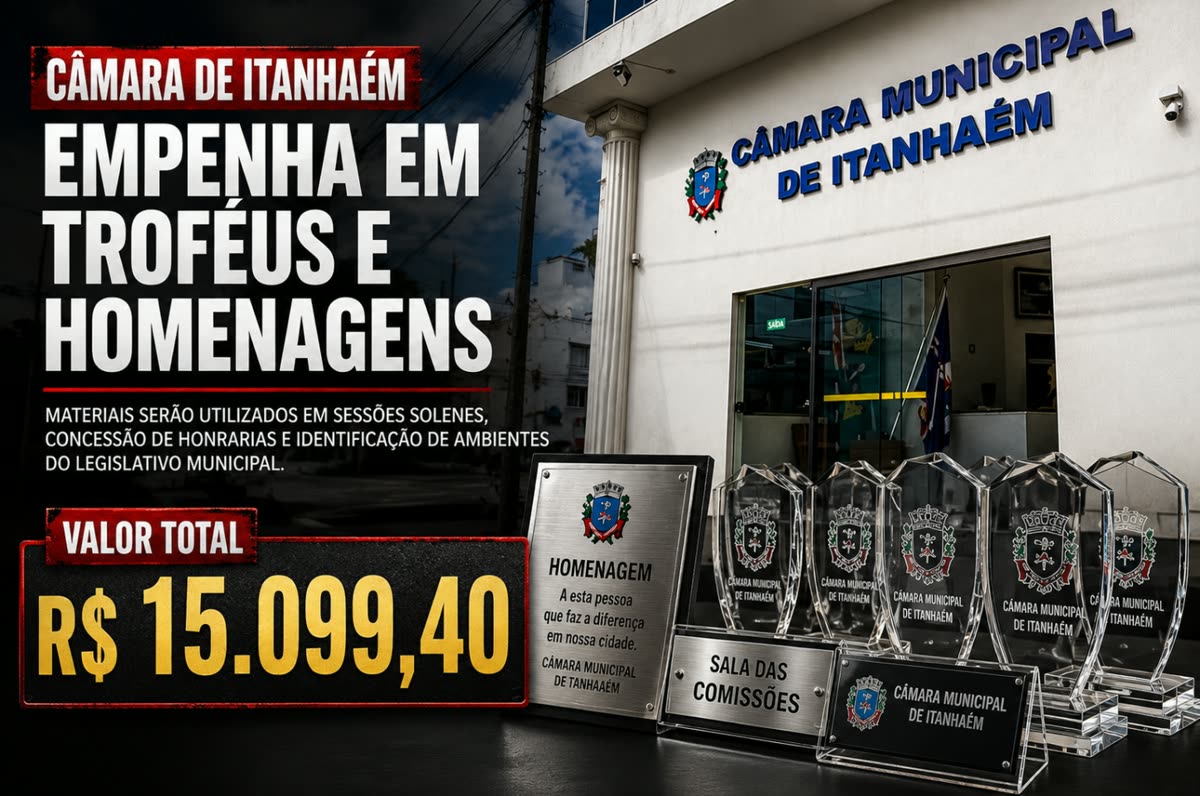 CÂMARA DE ITANHAÉM
EMPENHA EM
TROFÉUS E
HOMENAGENS
MATERIAIS SERÃO UTILIZADOS EM SESSÕES SOLENES,
CONCESSÃO DE HONRARIAS E IDENTIFICAÇÃO DE AMBIENTES
DO LEGISLATIVO MUNICIPAL.
VALOR TOTAL
R$ 15.099,40
CÂMARA MUNICIPAL
DE ITANHAÉM
SAÍDA
HOMENAGEM
A esta pessoa
que faz a diferença
em nossa cidade.
CÂMARA MUNICIPAL
DE TANHAAÉM
SALA DAS
COMISSÕES
CÂMARA MUNICIPAL
DE ITANHAÉM
CÂMARA MUNICIPAL
DE ITANHAÉM
CÂMARA MUNICIPAL
DE ITANHAÉM
CÂMARA MUNICIPAL
DE ITANHAÉM
CÂMARA MUNICIPAL
DE ITANHAÉM
CÂMARA MUNICIPAL
DE ITANHAÉM